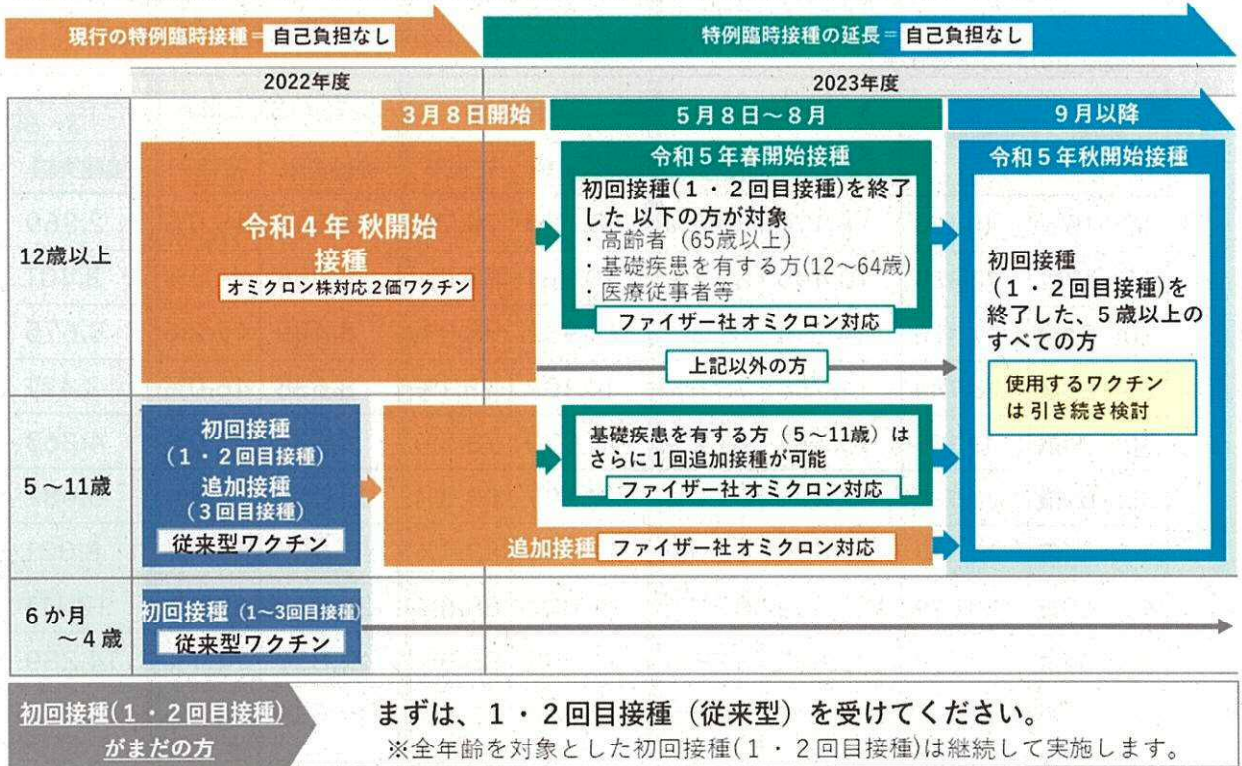 現行の特例臨時接種＝自己負担なし
特例臨時接種の延長＝自己負担なし
2022年度
2023年度
3月8日開始
5月8日～8月
9月以降
12歳以上
令和4年 秋開始
接種
オミクロン株対応2価ワクチン
令和5年春開始接種
初回接種(1・2回目接種)を終了
した 以下の方が対象
・高齢者（65歳以上）
・基礎疾患を有する方(12～64歳)
・医療従事者等
ファイザー社 オミクロン対応
上記以外の方
令和5年秋開始接種
初回接種
(1・2回目接種)を
終了した、5歳以上の
すべての方
使用するワクチン
は 引き続き検討
5～11歳
初回接種
(1・2回目接種)
追加接種
(3回目接種)
従来型ワクチン
基礎疾患を有する方（5～11歳）は
さらに1回追加接種が可能
ファイザー社 オミクロン対応
追加接種 ファイザー社 オミクロン対応
6か月
～4歳
初回接種（1～3回目接種）
従来型ワクチン
初回接種(1・2回目接種)
がまだの方
まずは、1・2回目接種（従来型）を受けてください。
※全年齢を対象とした初回接種(1・2回目接種)は継続して実施します。